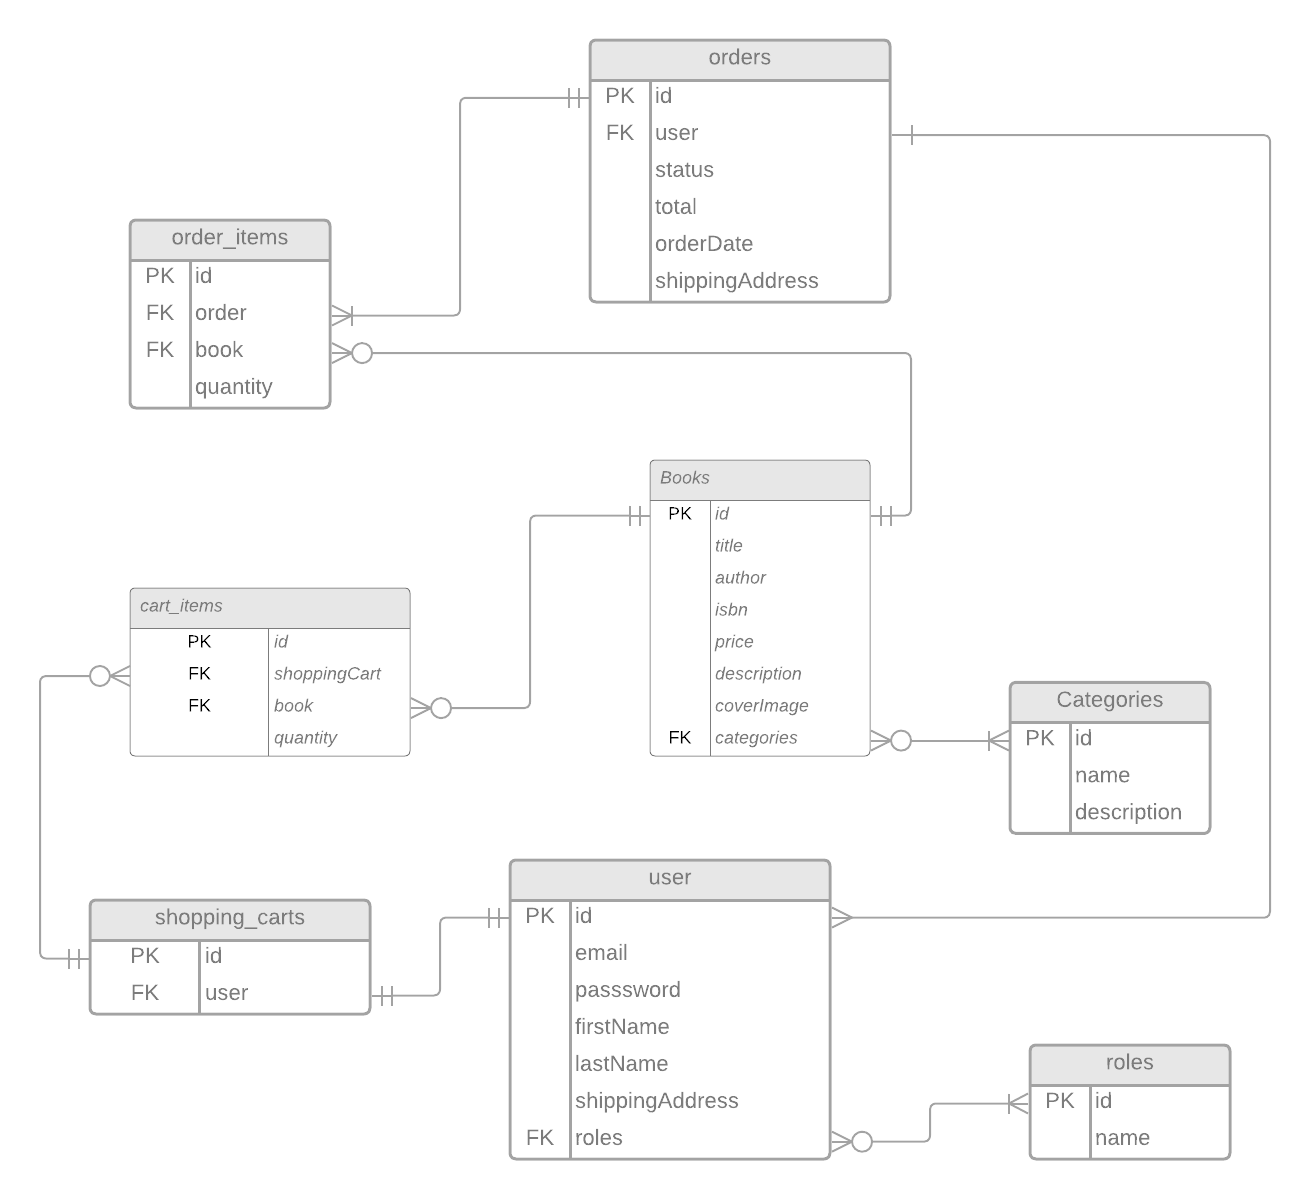 orders
PK id
FK user
status
total
orderDate
shippingAddress
order_items
PK id
FK order
FK book
quantity
Books
PK id
title
author
isbn
price
description
coverImage
FK categories
cart_items
PK id
FK shoppingCart
FK book
quantity
Categories
PK id
name
description
user
PK id
email
passsword
firstName
lastName
shippingAddress
FK roles
shopping_carts
PK id
FK user
roles
PK id
name